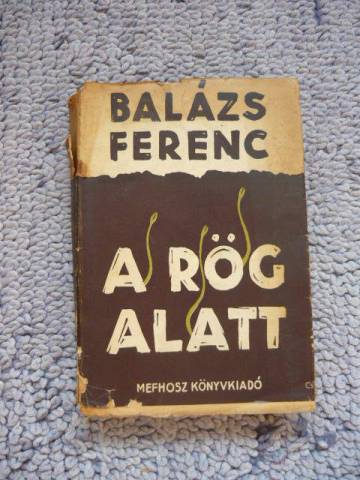 BALÁZS
FERENC
A RÖG
ALATT
MEFHOSZ KÖNYVKIADÓ